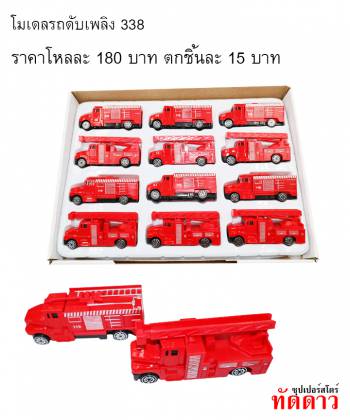 โมเดลรถดับเพลิง 338
ราคาโหลละ 180 บาท ตกชิ้นละ 15 บาท
ซุปเปอร์สโตร์
ทัดดาว